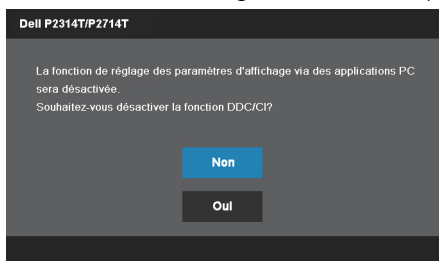 Dell P2314T/P2714T
La fonction de réglage des paramètres d'affichage via des applications PC
sera désactivée.
Souhaitez-vous désactiver la fonction DDC/CI?
Non
Oui